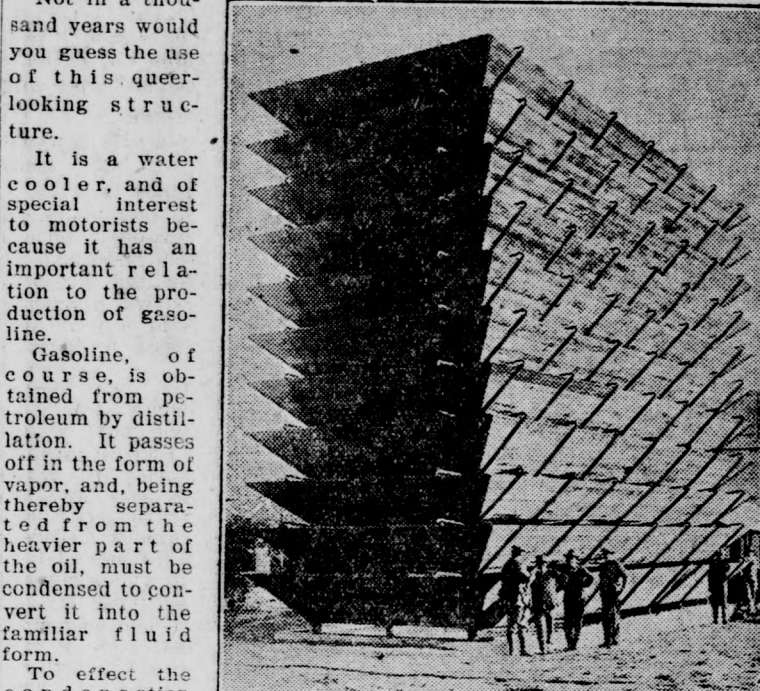 Not in a thou-
sand years would
you guess the use
of this queer-
looking struc-
ture.
It is a water
cooler, and of
special interest
to motorists be-
cause it has an
important rela-
tion to the pro-
duction of gaso-
line.
Gasoline, of
course, is ob-
tained from pe-
troleum by distil-
lation. It passes
off in the form of
vapor, and, being
thereby separa-
ted from the
heavier part of
the oil, must be
condensed to con-
vert it into the
familiar fluid
form.
To effect the